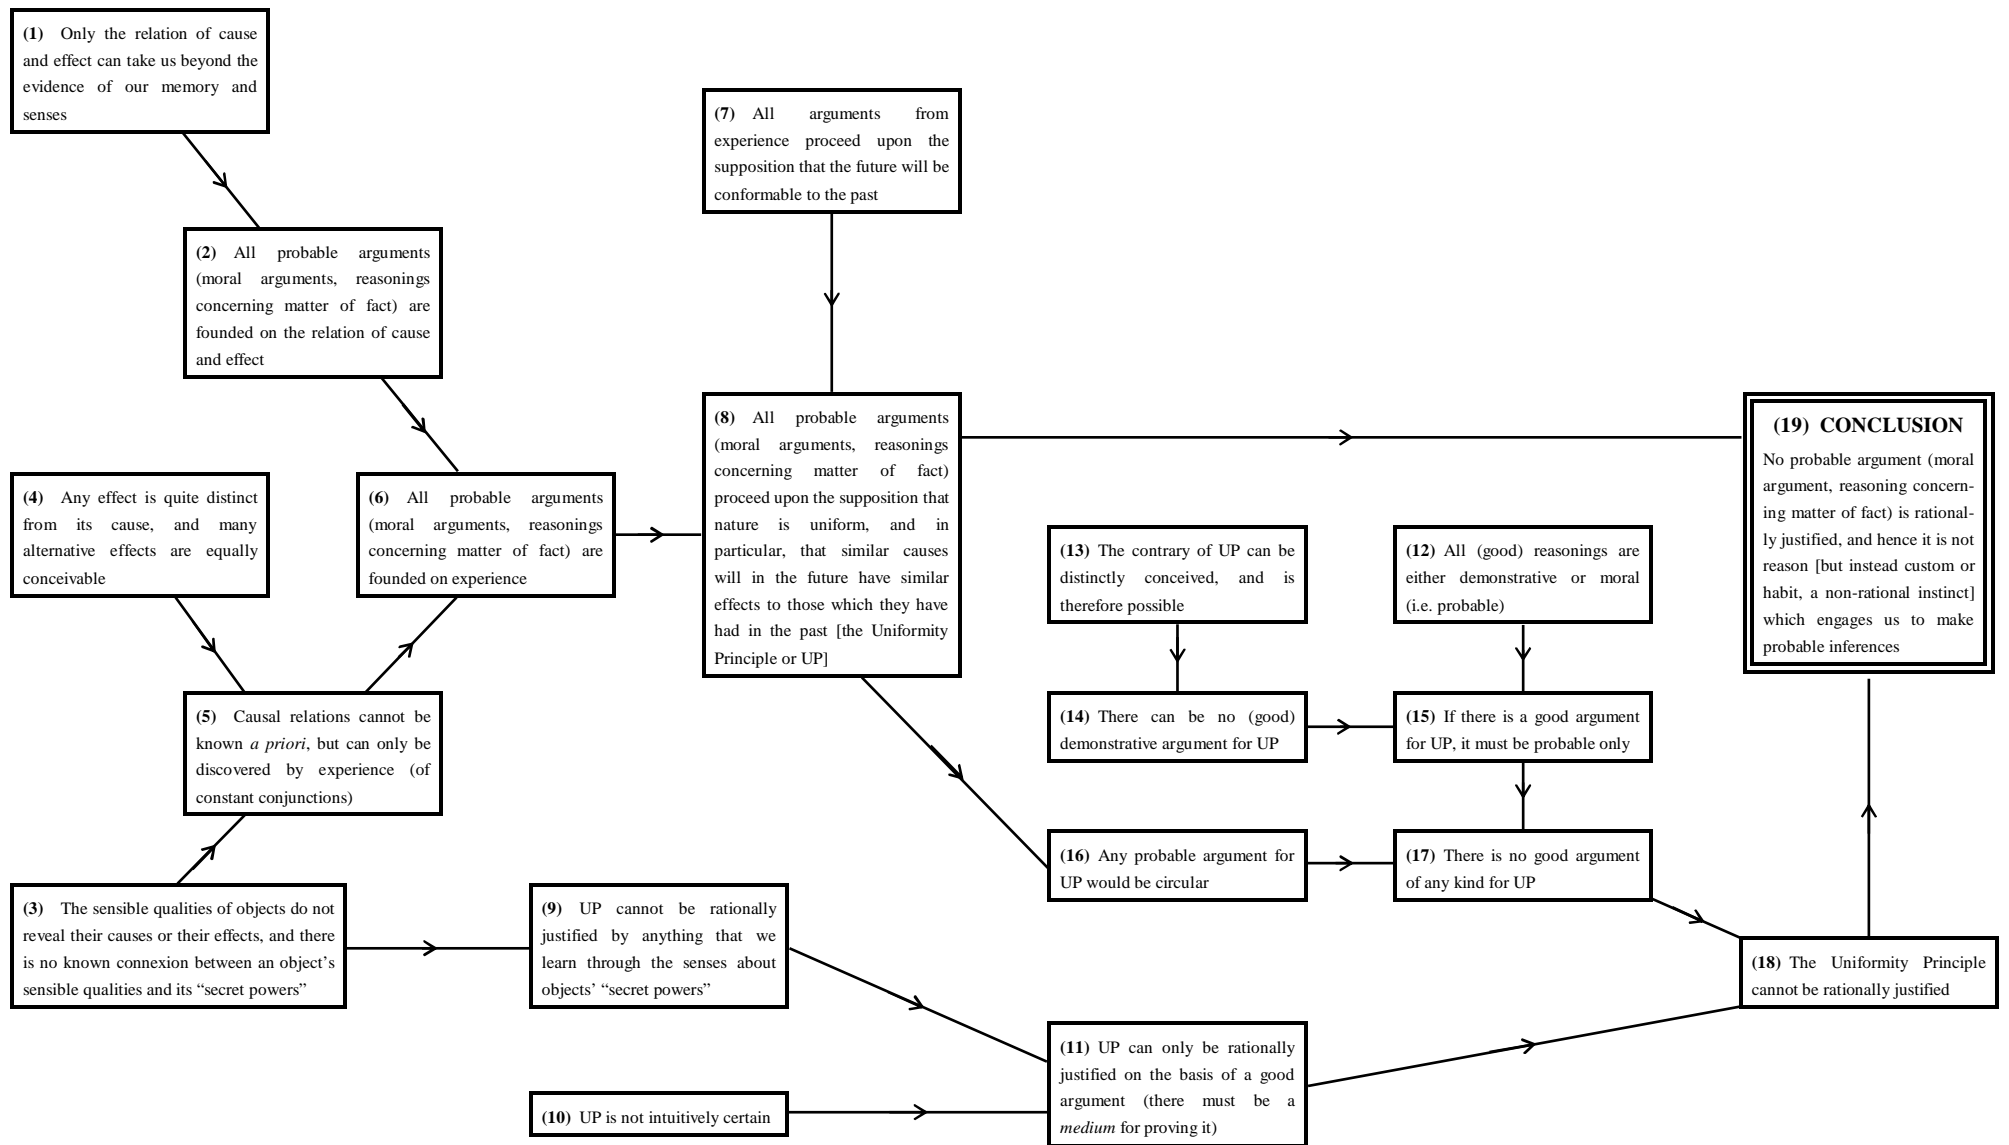 (1) Only the relation of cause
and effect can take us beyond the
evidence of our memory and
senses
(2) All probable arguments
(moral arguments, reasonings
concerning matter of fact) are
founded on the relation of cause
and effect
(4) Any effect is quite distinct
from its cause, and many
alternative effects are equally
conceivable
(5) Causal relations cannot be
known a priori, but can only be
discovered by experience (of
constant conjunctions)
(3) The sensible qualities of objects do not
reveal their causes or their effects, and there
is no known connexion between an object’s
sensible qualities and its “secret powers”
(6) All probable arguments
(moral arguments, reasonings
concerning matter of fact) are
founded on experience
(7) All arguments from
experience proceed upon the
supposition that the future will be
conformable to the past
(8) All probable arguments
(moral arguments, reasonings
concerning matter of fact)
proceed upon the supposition that
nature is uniform, and in
particular, that similar causes
will in the future have similar
effects to those which they have
had in the past [the Uniformity
Principle or UP]
(9) UP cannot be rationally
justified by anything that we
learn through the senses about
objects’ “secret powers”
(10) UP is not intuitively certain
(11) UP can only be rationally
justified on the basis of a good
argument (there must be a
medium for proving it)
(13) The contrary of UP can be
distinctly conceived, and is
therefore possible
(12) All (good) reasonings are
either demonstrative or moral
(i.e. probable)
(14) There can be no (good)
demonstrative argument for UP
(15) If there is a good argument
for UP, it must be probable only
(16) Any probable argument for
UP would be circular
(17) There is no good argument
of any kind for UP
(18) The Uniformity Principle
cannot be rationally justified
(19) CONCLUSION
No probable argument (moral
argument, reasoning concern-
ing matter of fact) is rational-
ly justified, and hence it is not
reason [but instead custom or
habit, a non-rational instinct]
which engages us to make
probable inferences